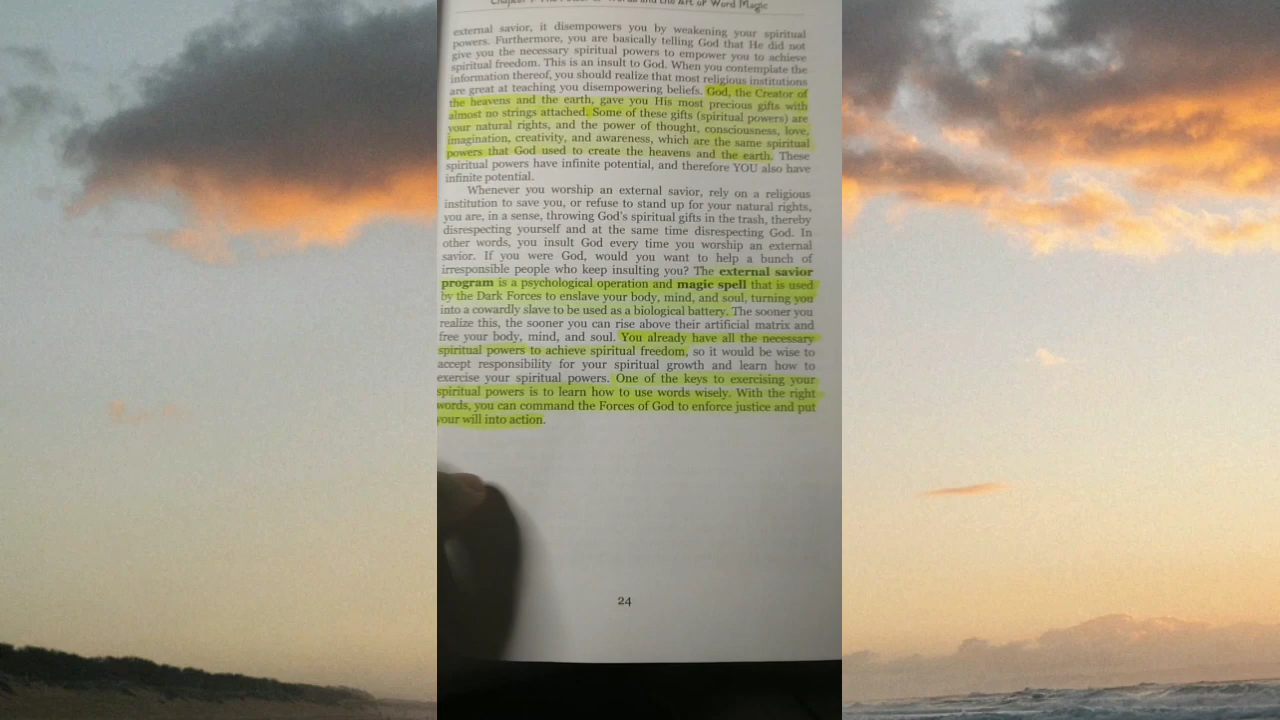 Words and the Art of Word Magic
external savior, it disempowers you by weakening your spiritual
powers. Furthermore, you are basically telling God that He did not
give you the necessary spiritual powers to empower you to achieve
spiritual freedom. This is an insult to God. When you contemplate the
information thereof, you should realize that most religious institutions
are great at teaching you disempowering beliefs. God, the Creator of
the heavens and the earth, gave you His most precious gifts with
almost no strings attached. Some of these gifts (spiritual powers) are
your natural rights, and the power of thought, consciousness, love,
imagination, creativity, and awareness, which are the same spiritual
powers that God used to create the heavens and the earth. These
spiritual powers have infinite potential, and therefore YOU also have
infinite potential.
Whenever you worship an external savior, rely on a religious
institution to save you, or refuse to stand up for your natural rights,
you are, in a sense, throwing God's spiritual gifts in the trash, thereby
disrespecting yourself and at the same time disrespecting God. In
other words, you insult God every time you worship an external
savior. If you were God, would you want to help a bunch of
irresponsible people who keep insulting you? The external savior
program is a psychological operation and magic spell that is used
by the Dark Forces to enslave your body, mind, and soul, turning you
into a cowardly slave to be used as a biological battery. The sooner you
realize this, the sooner you can rise above their artificial matrix and
free your body, mind, and soul. You already have all the necessary
spiritual powers to achieve spiritual freedom, so it would be wise to
accept responsibility for your spiritual growth and learn how to
exercise your spiritual powers. One of the keys to exercising your
spiritual powers is to learn how to use words wisely. With the right
words, you can command the Forces of God to enforce justice and put
your will into action.
24